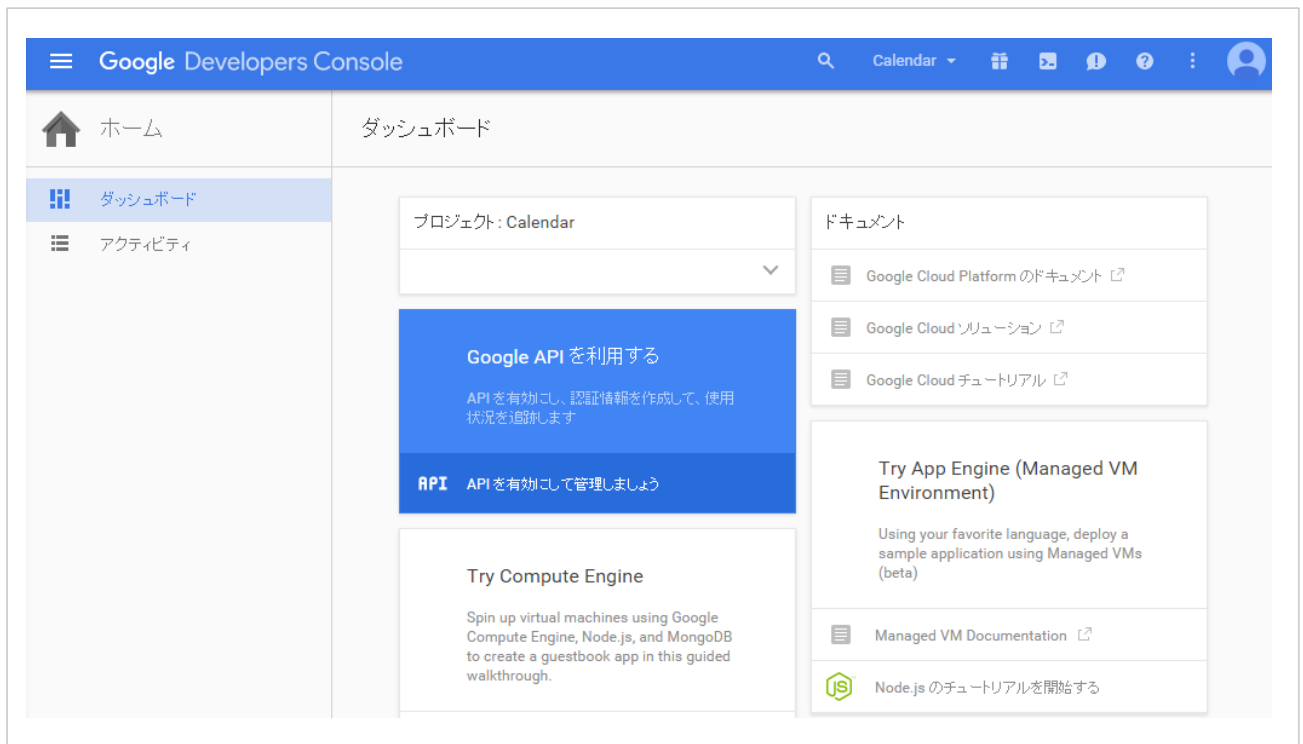 Google Developers Console
Calendar
ホーム
ダッシュボード
ダッシュボード
アクティビティ
プロジェクト : Calendar
Google API を利用する
API を有効にし、認証情報を作成して、使用
状況を追跡します
API
API を有効にして管理しましょう
Try Compute Engine
Spin up virtual machines using Google
Compute Engine, Node.js, and MongoDB
to create a guestbook app in this guided
walkthrough.
ドキュメント
Google Cloud Platform のドキュメント
Google Cloud ソリューション
Google Cloud チュートリアル
Try App Engine (Managed VM
Environment)
Using your favorite language, deploy a
sample application using Managed VMs
(beta)
Managed VM Documentation
JS
Node.js のチュートリアルを開始する